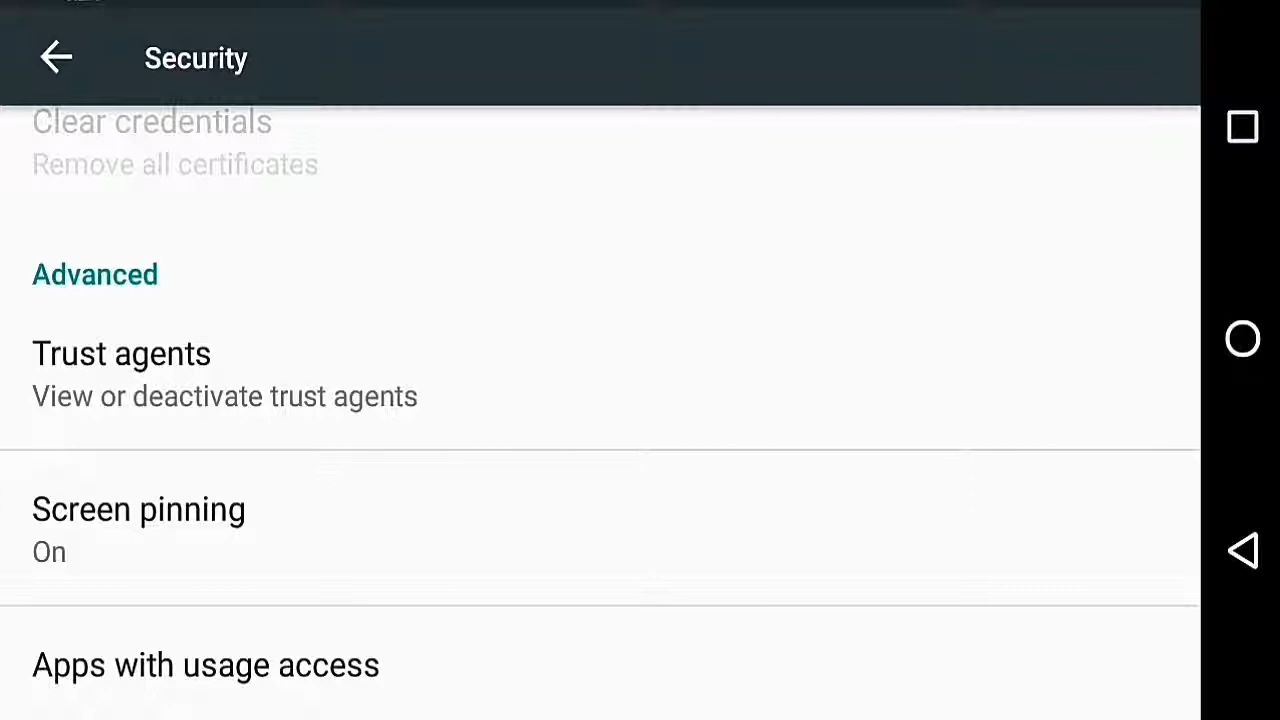 Security
Clear credentials
Remove all certificates
Advanced
Trust agents
View or deactivate trust agents
Screen pinning
On
Apps with usage access